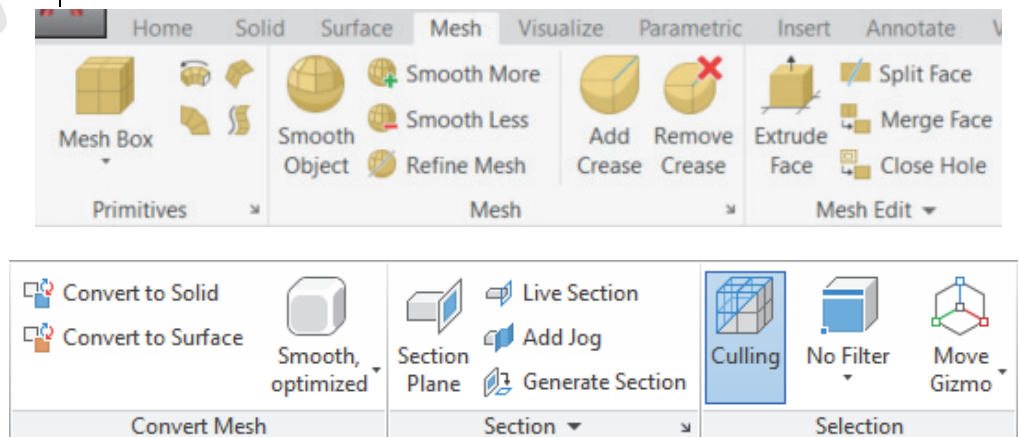 Home Solid Surface Mesh Visualize Parametric Insert Annotate V
Mesh Box
Smooth Object
Smooth More
Smooth Less
Refine Mesh
Add Crease
Remove Crease
Extrude Face
Split Face
Merge Face
Close Hole
Primitives Mesh Mesh Edit
Convert to Solid
Convert to Surface
Smooth, optimized
Section Plane
Live Section
Add Jog
Generate Section
Culling
No Filter
Move Gizmo
Convert Mesh Section Selection